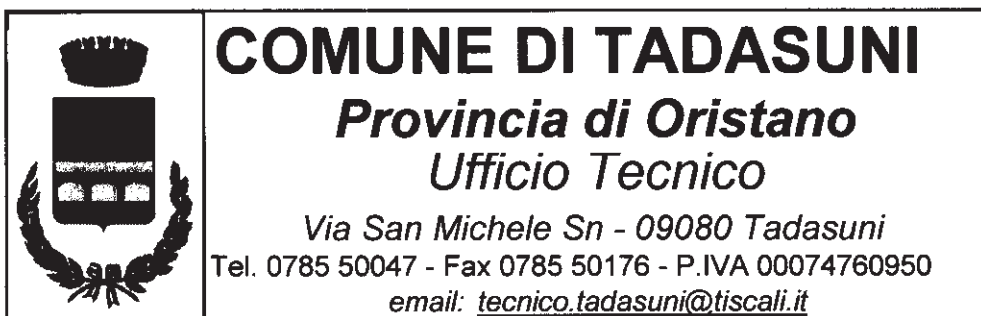 COMUNE DI TADASUNI
Provincia di Oristano
Ufficio Tecnico
Via San Michele Sn - 09080 Tadasuni
Tel. 0785 50047 - Fax 0785 50176 - P.IVA 00074760950
email: tecnico.tadasuni@tiscali.it